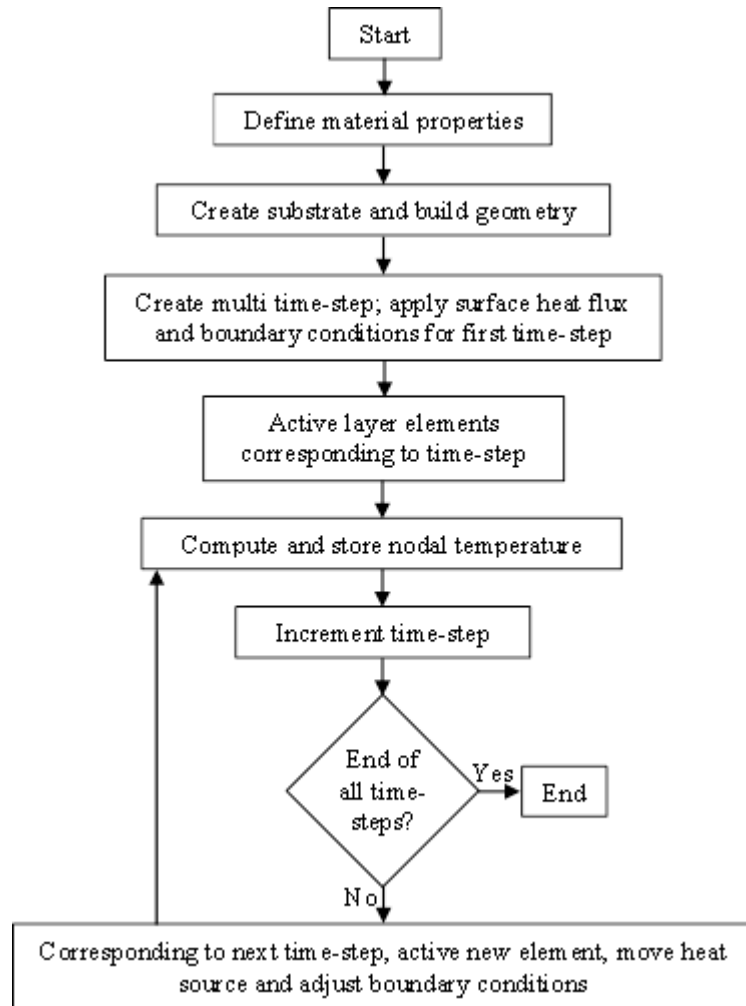 Start
Define material properties
Create substrate and build geometry
Create multi time-step; apply surface heat flux
and boundary conditions for first time-step
Active layer elements
corresponding to time-step
Compute and store nodal temperature
Increment time-step
End of
all time-
steps?
Yes
End
No
Corresponding to next time-step, active new element, move heat
source and adjust boundary conditions